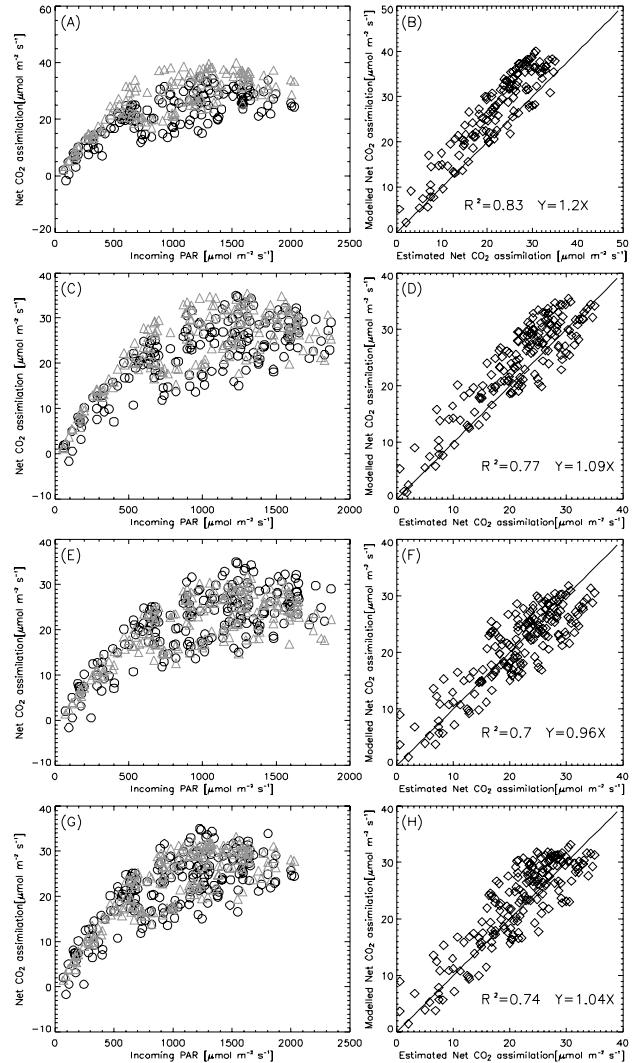 (A)
Net CO₂ assimilation[μmol m⁻² s⁻¹]
60
40
20
0
−20
0 500 1000 1500 2000 2500
Incoming PAR [μmol m⁻² s⁻¹]
(B)
Modelled Net CO₂ assimilation[μmol m⁻² s⁻¹]
50
40
30
20
10
0
R²=0.83 Y=1.2X
0 10 20 30 40 50
Estimated Net CO₂ assimilation [μmol m⁻² s⁻¹]
(C)
Net CO₂ assimilation [μmol m⁻² s⁻¹]
40
30
20
10
0
−10
0 500 1000 1500 2000
Incoming PAR [μmol m⁻² s⁻¹]
(D)
Modelled Net CO₂ assimilation[μmol m⁻² s⁻¹]
40
30
20
10
0
R²=0.77 Y=1.09X
0 10 20 30 40
Estimated Net CO₂ assimilation[μmol m⁻² s⁻¹]
(E)
Net CO₂ assimilation[μmol m⁻² s⁻¹]
40
30
20
10
0
−10
0 500 1000 1500 2000
Incoming PAR [μmol m⁻² s⁻¹]
(F)
Modelled Net CO₂ assimilation[μmol m⁻² s⁻¹]
40
30
20
10
0
R²=0.7 Y=0.96X
0 10 20 30 40
Estimated Net CO₂ assimilation[μmol m⁻² s⁻¹]
(G)
Net CO₂ assimilation[μmol m⁻² s⁻¹]
40
30
20
10
0
−10
0 500 1000 1500 2000 2500
Incoming PAR [μmol m⁻² s⁻¹]
(H)
Modelled Net CO₂ assimilation[μmol m⁻² s⁻¹]
40
30
20
10
0
R²=0.74 Y=1.04X
0 10 20 30 40
Estimated Net CO₂ assimilation[μmol m⁻² s⁻¹]